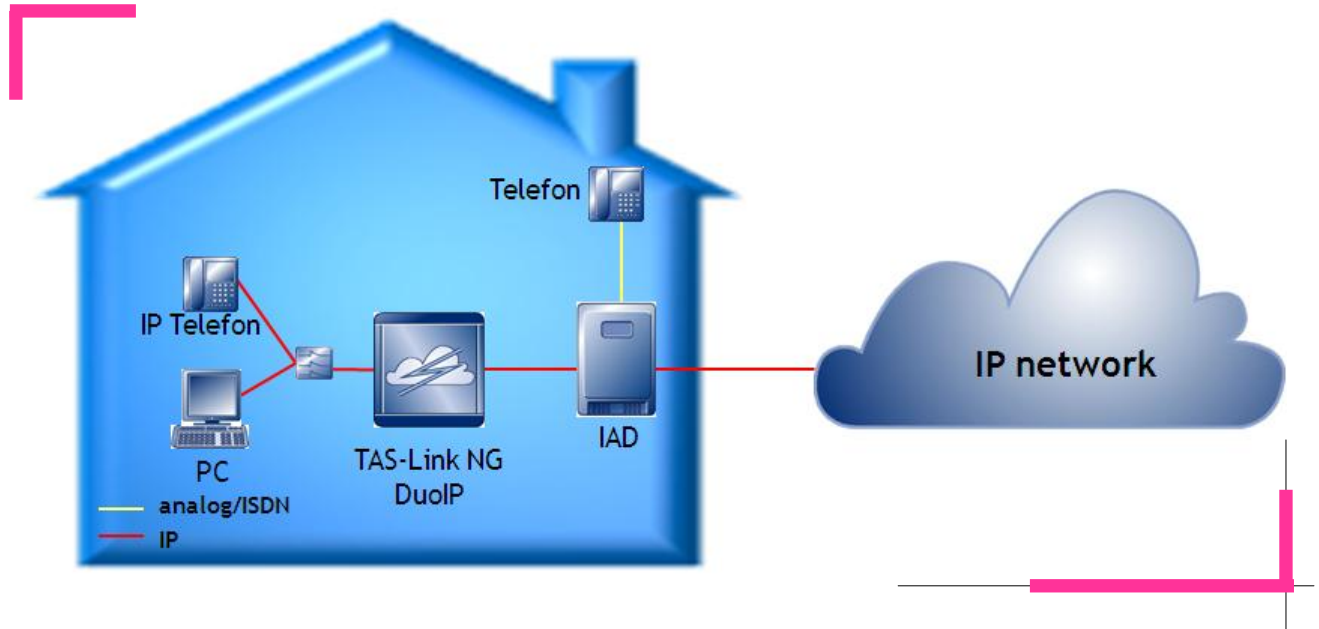 Telefon
IP Telefon
PC
TAS-Link NG
DuoIP
IAD
IP network
analog/ISDN
IP